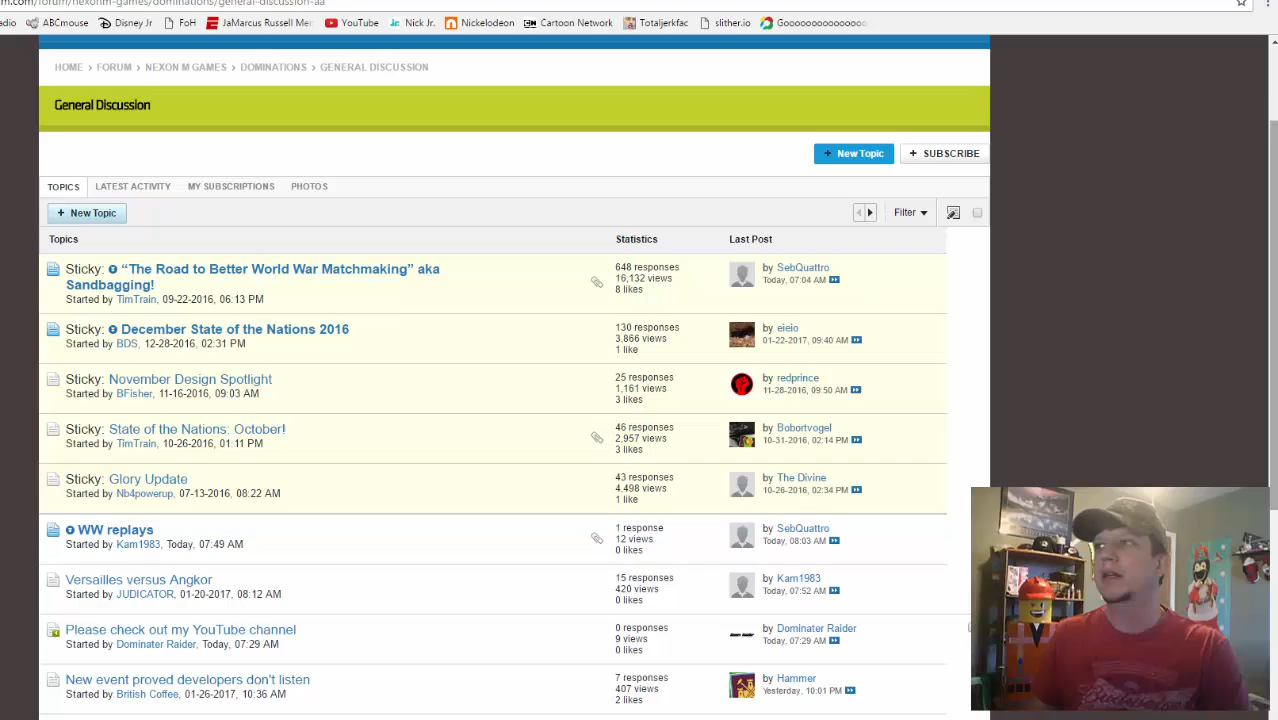 m.com/forum/nexonm-games/dominations/general-discussion-aa
adio ABCmouse Disney Jr FoH JaMarcus Russell Mem YouTube Nick Jr. Nickelodeon Cartoon Network Totaljerkfac slither.io Gooooooooooooooooooo
HOME > FORUM > NEXON M GAMES > DOMINATIONS > GENERAL DISCUSSION
General Discussion
+ New Topic + SUBSCRIBE
TOPICS LATEST ACTIVITY MY SUBSCRIPTIONS PHOTOS
+ New Topic Filter
Topics Statistics Last Post
Sticky: “The Road to Better World War Matchmaking” aka
Sandbagging!
Started by TimTrain, 09-22-2016, 06:13 PM
648 responses
16,132 views
8 likes
by SebQuattro
Today, 07:04 AM
Sticky: December State of the Nations 2016
Started by BDS, 12-28-2016, 02:31 PM
130 responses
3,866 views
1 like
by eieio
01-22-2017, 09:40 AM
Sticky: November Design Spotlight
Started by BFisher, 11-16-2016, 09:03 AM
25 responses
1,161 views
3 likes
by redprince
11-28-2016, 09:50 AM
Sticky: State of the Nations: October!
Started by TimTrain, 10-26-2016, 01:11 PM
46 responses
2,957 views
3 likes
by Bobortvogel
10-31-2016, 02:14 PM
Sticky: Glory Update
Started by Nb4powerup, 07-13-2016, 08:22 AM
43 responses
4,498 views
1 like
by The Divine
10-26-2016, 02:34 PM
WW replays
Started by Kam1983, Today, 07:49 AM
1 response
12 views
0 likes
by SebQuattro
Today, 08:03 AM
Versailles versus Angkor
Started by JUDICATOR, 01-20-2017, 08:12 AM
15 responses
420 views
0 likes
by Kam1983
Today, 07:52 AM
Please check out my YouTube channel
Started by Dominater Raider, Today, 07:29 AM
0 responses
9 views
0 likes
by Dominater Raider
Today, 07:29 AM
New event proved developers don't listen
Started by British Coffee, 01-26-2017, 10:36 AM
7 responses
407 views
2 likes
by Hammer
Yesterday, 10:01 PM